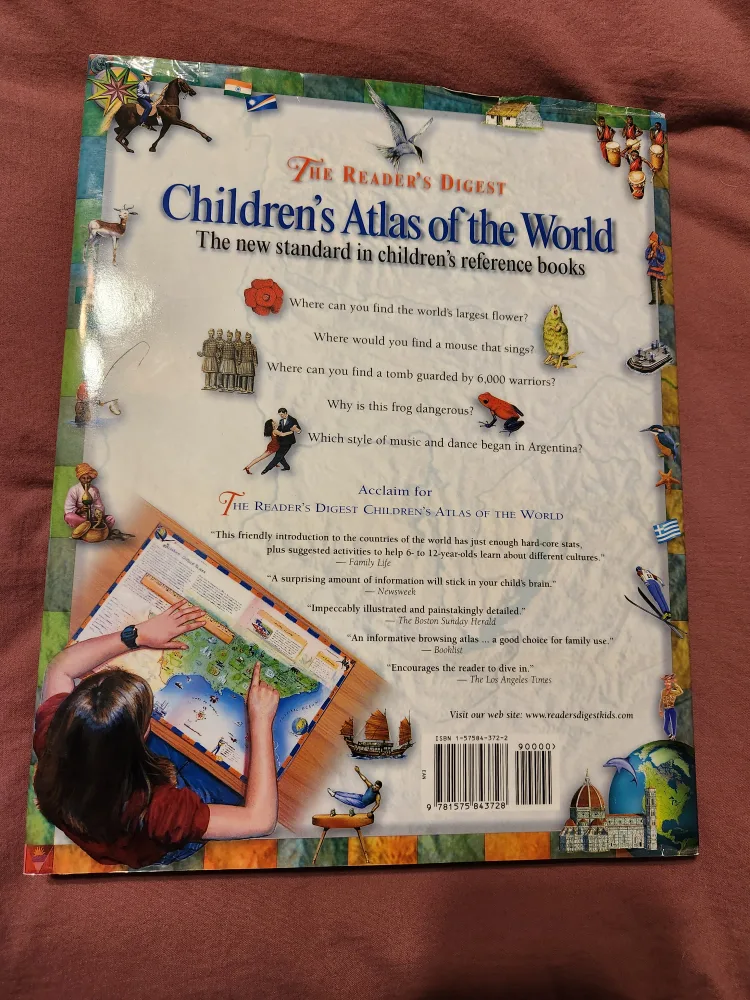 THE READER'S DIGEST
Children's Atlas of the World
The new standard in children's reference books
Where can you find the world's largest flower?
Where would you find a mouse that sings?
Where can you find a tomb guarded by 6,000 warriors?
Why is this frog dangerous?
Which style of music and dance began in Argentina?
Acclaim for
THE READER'S DIGEST CHILDREN'S ATLAS OF THE WORLD
"This friendly introduction to the countries of the world has just enough hard-core stats,
plus suggested activities to help 6- to 12-year-olds learn about different cultures."
— Family Life
"A surprising amount of information will stick in your child's brain."
— Newsweek
"Impeccably illustrated and painstakingly detailed."
— The Boston Sunday Herald
"An informative browsing atlas ... a good choice for family use."
— Booklist
"Encourages the reader to dive in."
— The Los Angeles Times
Visit our web site: www.readersdigestkids.com
ISBN 1-57584-372-2
90000>
EAN
9 781575 843728